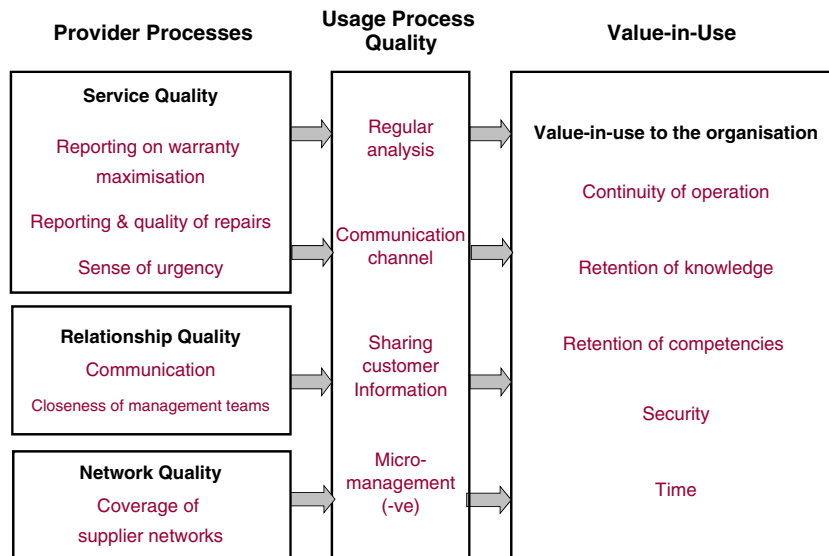 Provider Processes
Usage Process
Quality
Value-in-Use
Service Quality
Reporting on warranty
maximisation
Reporting & quality of repairs
Sense of urgency
Relationship Quality
Communication
Closeness of management teams
Network Quality
Coverage of
supplier networks
Regular
analysis
Communication
channel
Sharing
customer
Information
Micro-
management
(-ve)
Value-in-use to the organisation
Continuity of operation
Retention of knowledge
Retention of competencies
Security
Time